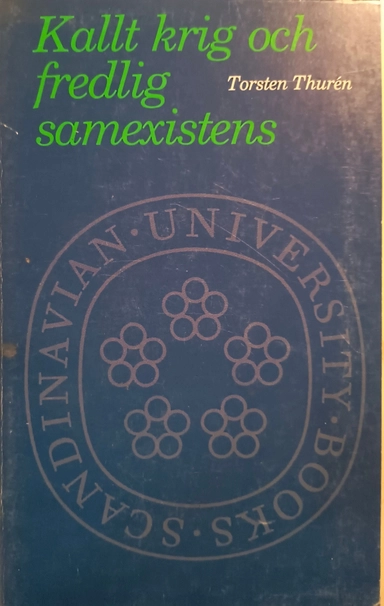 Kallt krig och
fredlig
samexistens
Torsten Thurén
SCANDINAVIAN · UNIVERSITY · BOOKS ·